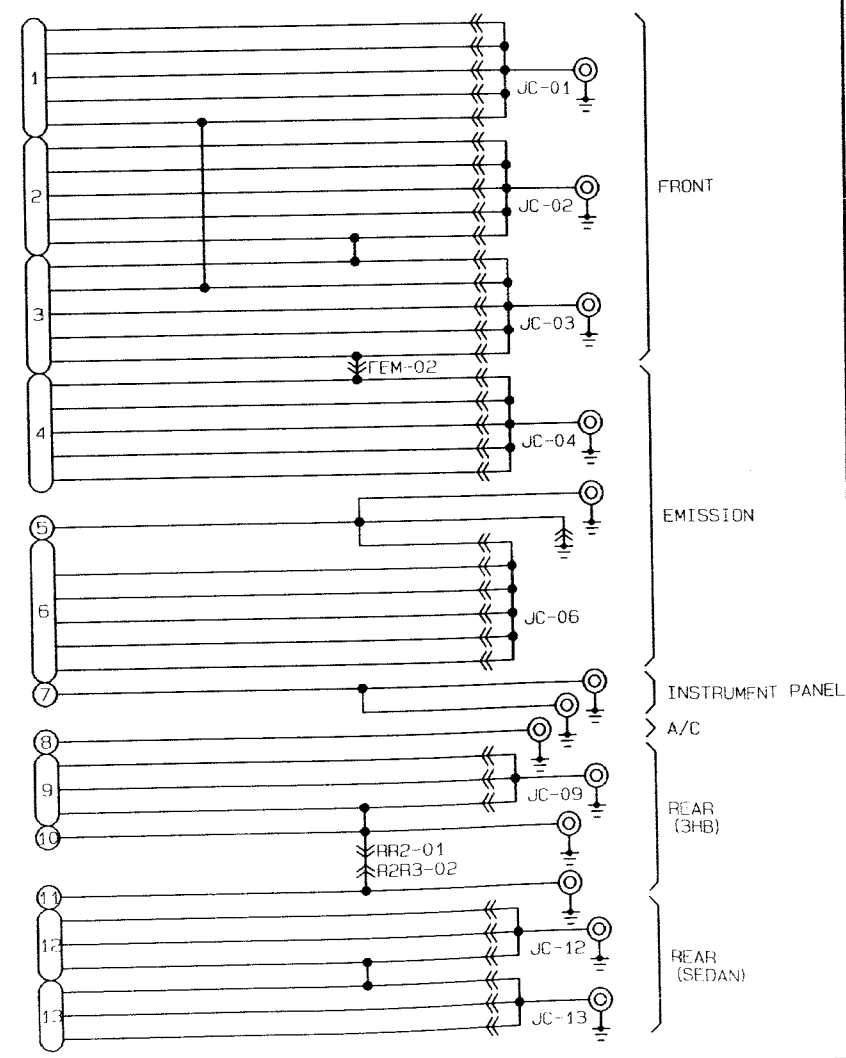 1
JC-01
2
JC-02
FRONT
3
JC-03
FEM-02
4
JC-04
5
EMISSION
6
JC-06
7
INSTRUMENT PANEL
8
A/C
9
JC-09
REAR
(3HB)
10
RR2-01
R2R3-02
11
12
JC-12
REAR
(SEDAN)
13
JC-13